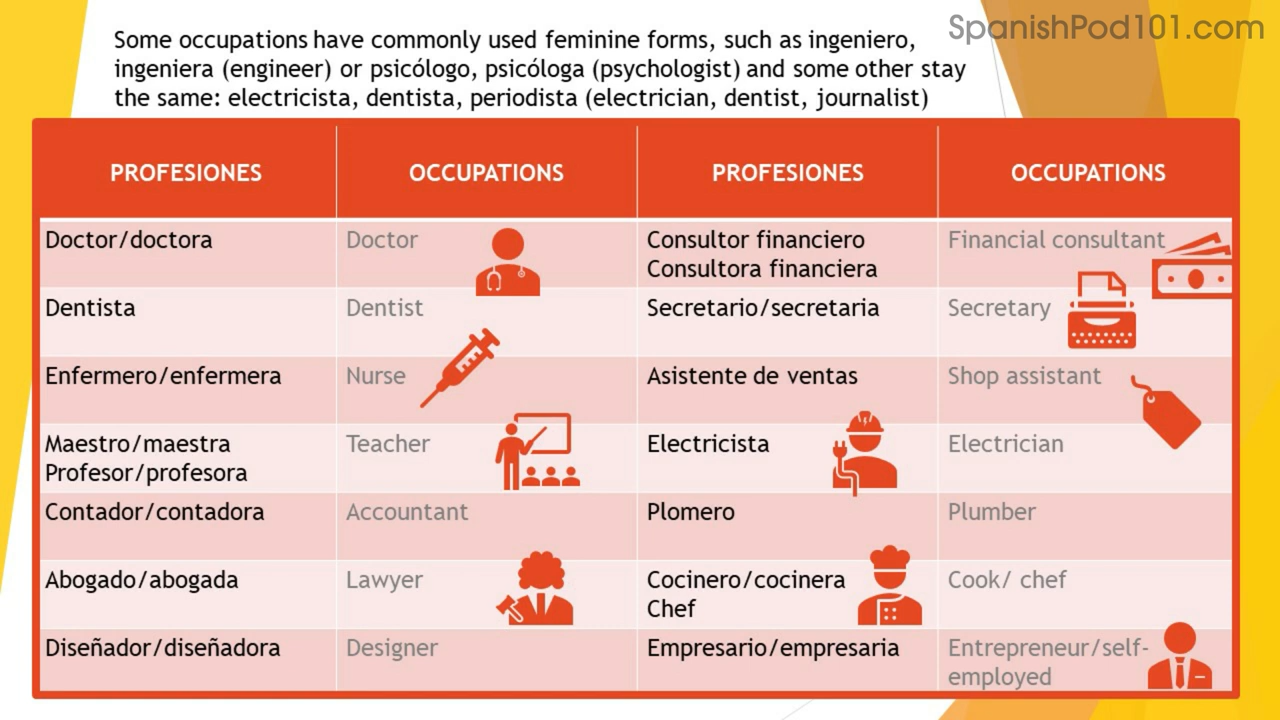 SpanishPod101.com
Some occupations have commonly used feminine forms, such as ingeniero,
ingeniera (engineer) or psicólogo, psicóloga (psychologist) and some other stay
the same: electricista, dentista, periodista (electrician, dentist, journalist)
PROFESIONES OCCUPATIONS PROFESIONES OCCUPATIONS
Doctor/doctora Doctor Consultor financiero Financial consultant
Consultora financiera
Dentista Dentist Secretario/secretaria Secretary
Enfermero/enfermera Nurse Asistente de ventas Shop assistant
Maestro/maestra Teacher Electricista Electrician
Profesor/profesora
Contador/contadora Accountant Plomero Plumber
Abogado/abogada Lawyer Cocinero/cocinera Cook/ chef
Chef
Diseñador/diseñadora Designer Empresario/empresaria Entrepreneur/self-
employed